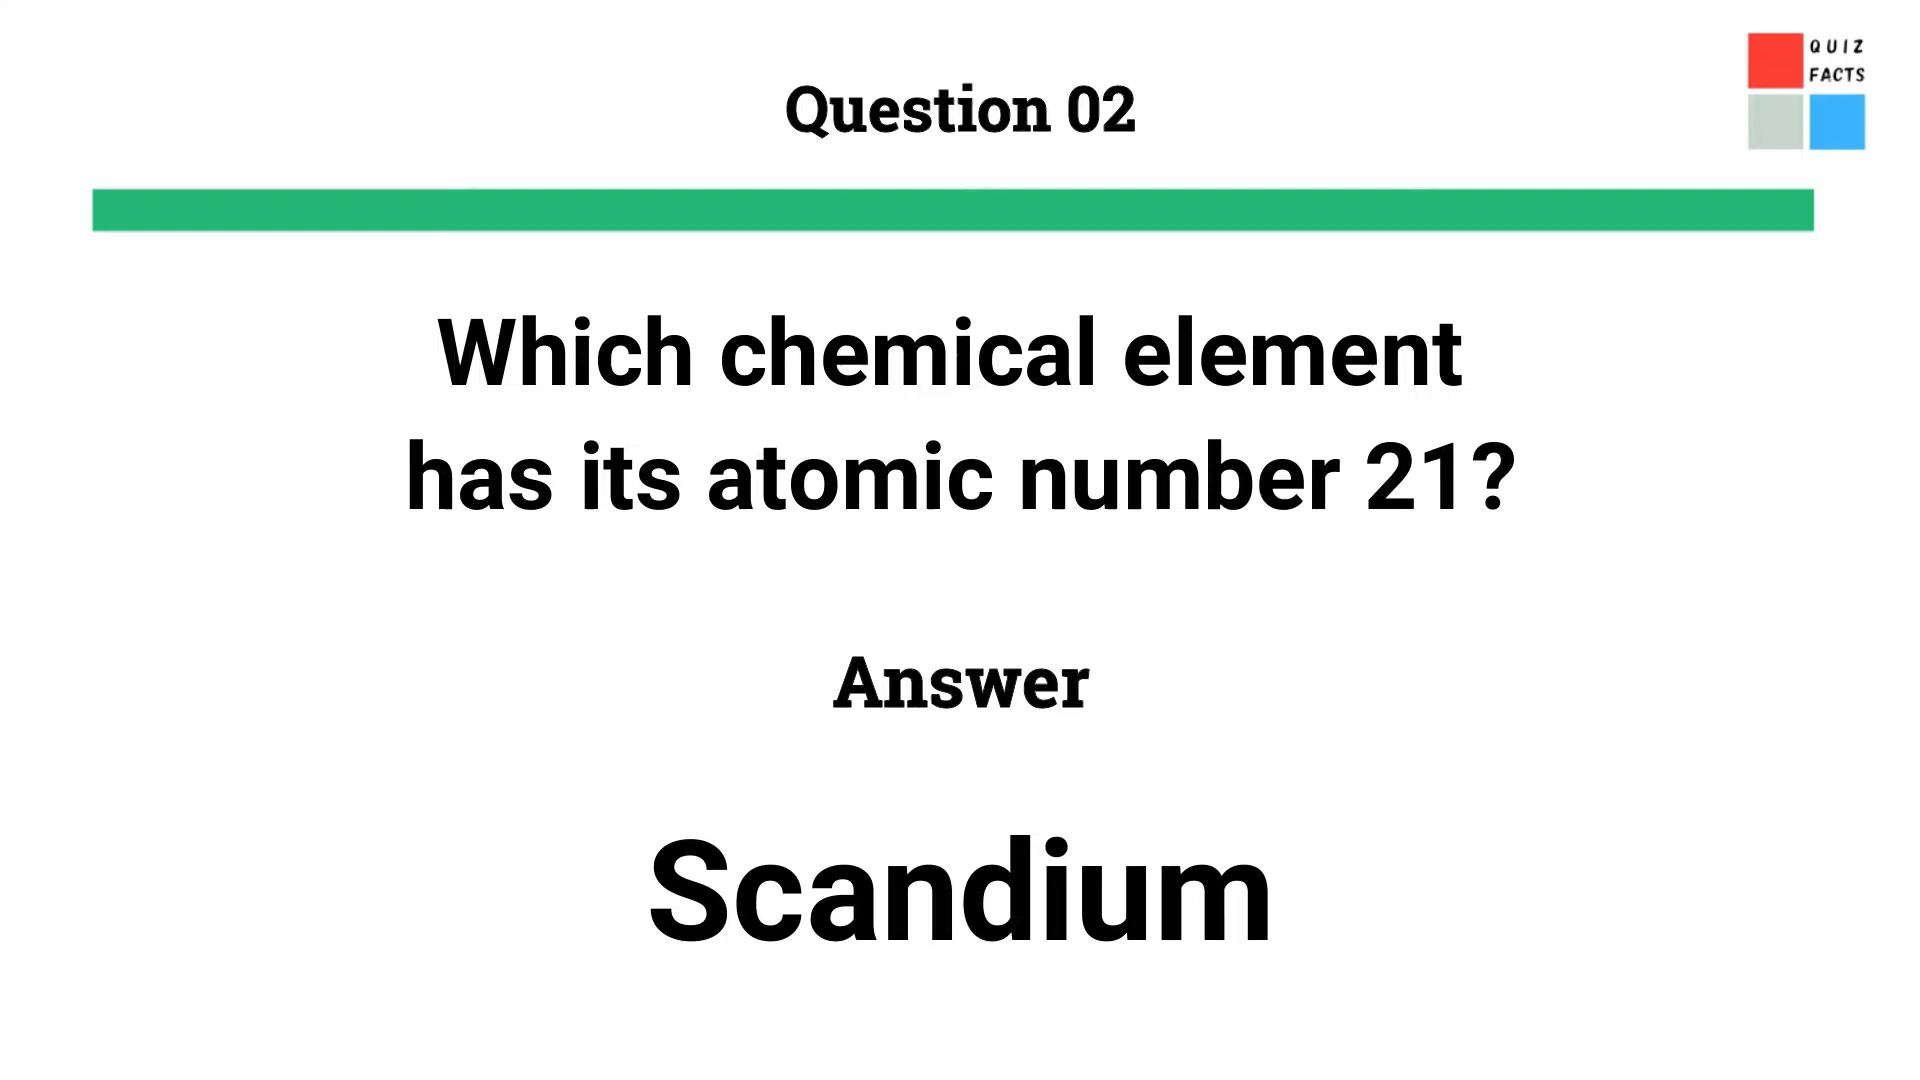 QUIZ
FACTS
Question 02
Which chemical element
has its atomic number 21?
Answer
Scandium